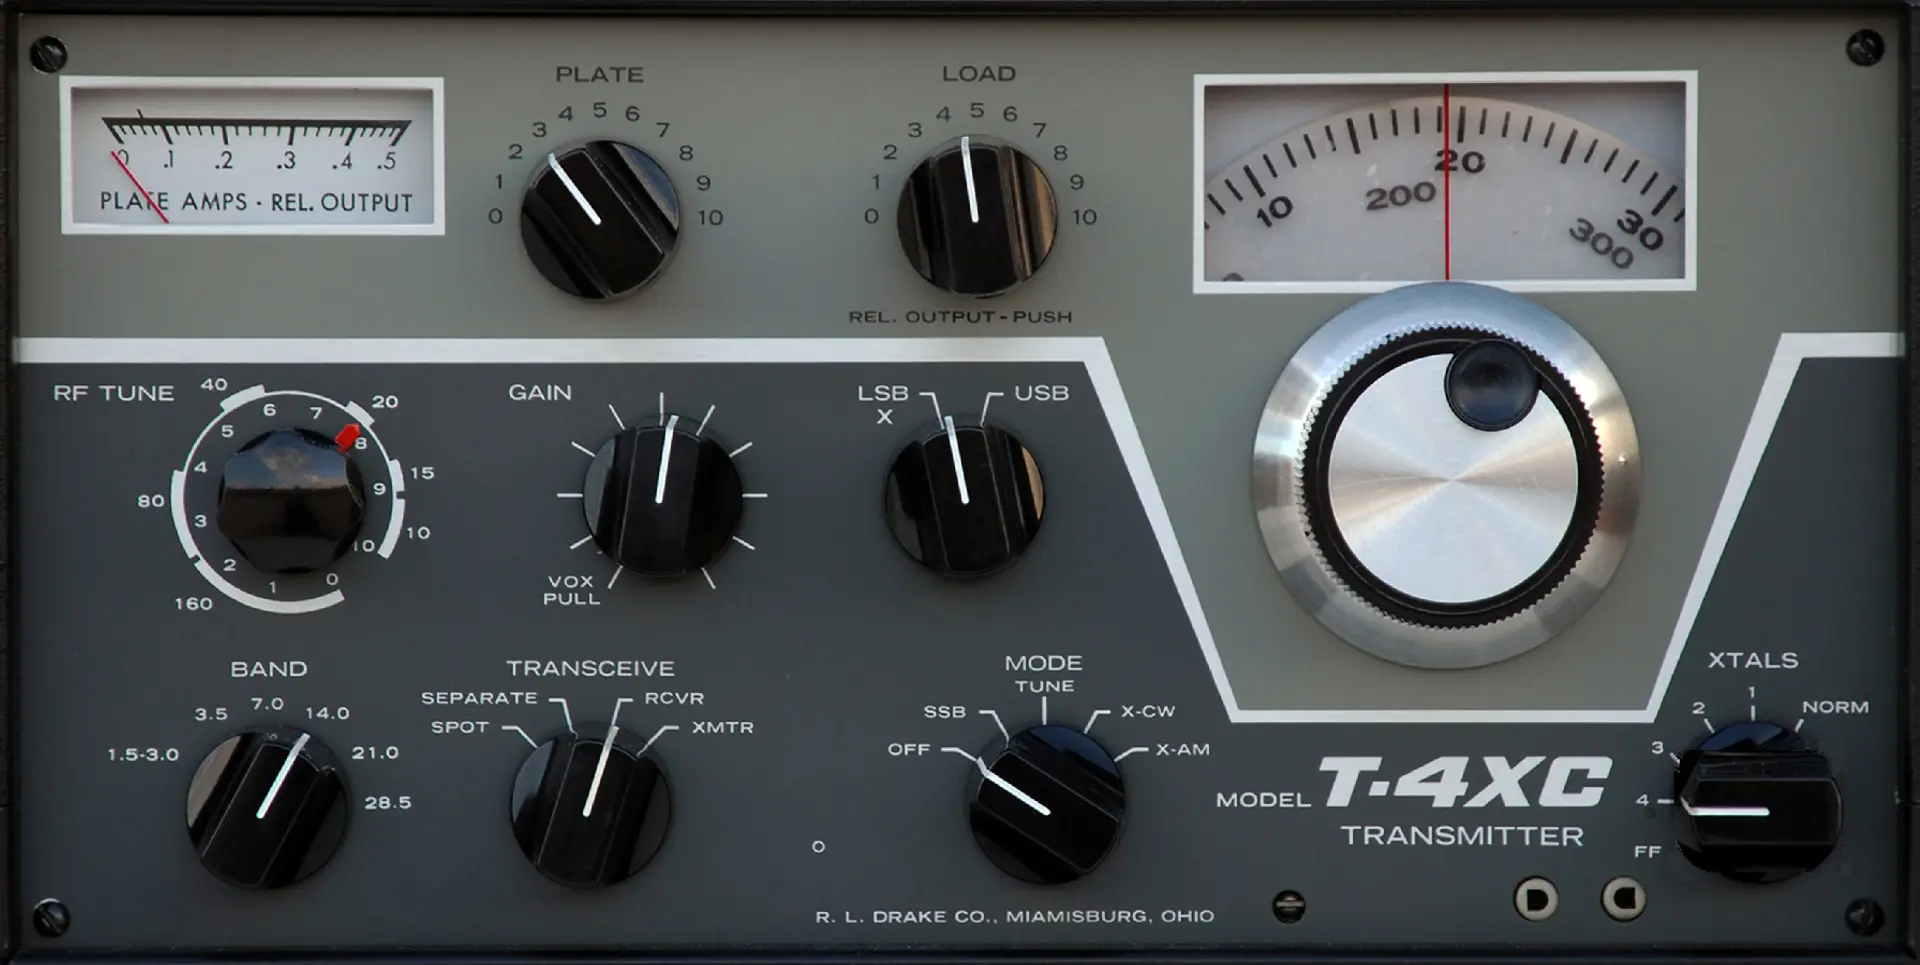 PLATE
LOAD
0 .1 .2 .3 .4 .5
PLATE AMPS · REL. OUTPUT
0 1 2 3 4 5 6 7 8 9 10
0 1 2 3 4 5 6 7 8 9 10
REL. OUTPUT - PUSH
10 20 30
200 300
RF TUNE
40 20 15 10 80 160
0 1 2 3 4 5 6 7 8 9 10
GAIN
VOX
PULL
LSB USB
X
BAND
1.5-3.0 3.5 7.0 14.0 21.0 28.5
TRANSCEIVE
SEPARATE RCVR
SPOT XMTR
MODE
TUNE
SSB X-CW
OFF X-AM
XTALS
1
2 NORM
3
4
FF
MODEL T-4XC
TRANSMITTER
R. L. DRAKE CO., MIAMISBURG, OHIO